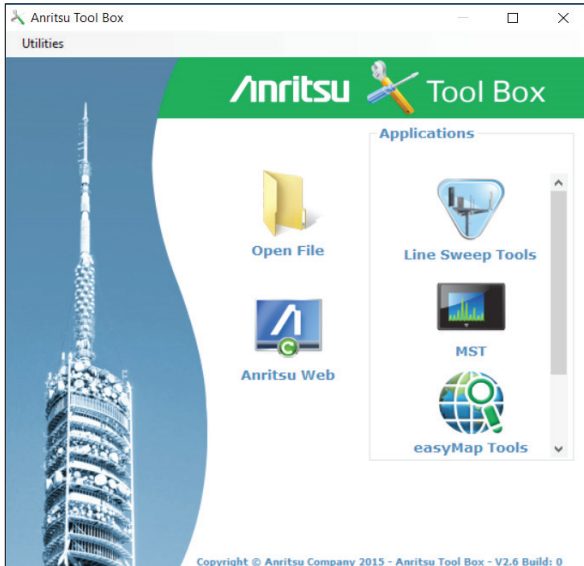 Anritsu Tool Box
Utilities
Anritsu Tool Box
Applications
Open File
Line Sweep Tools
Anritsu Web
MST
easyMap Tools
Copyright © Anritsu Company 2015 - Anritsu Tool Box - V2.6 Build: 0